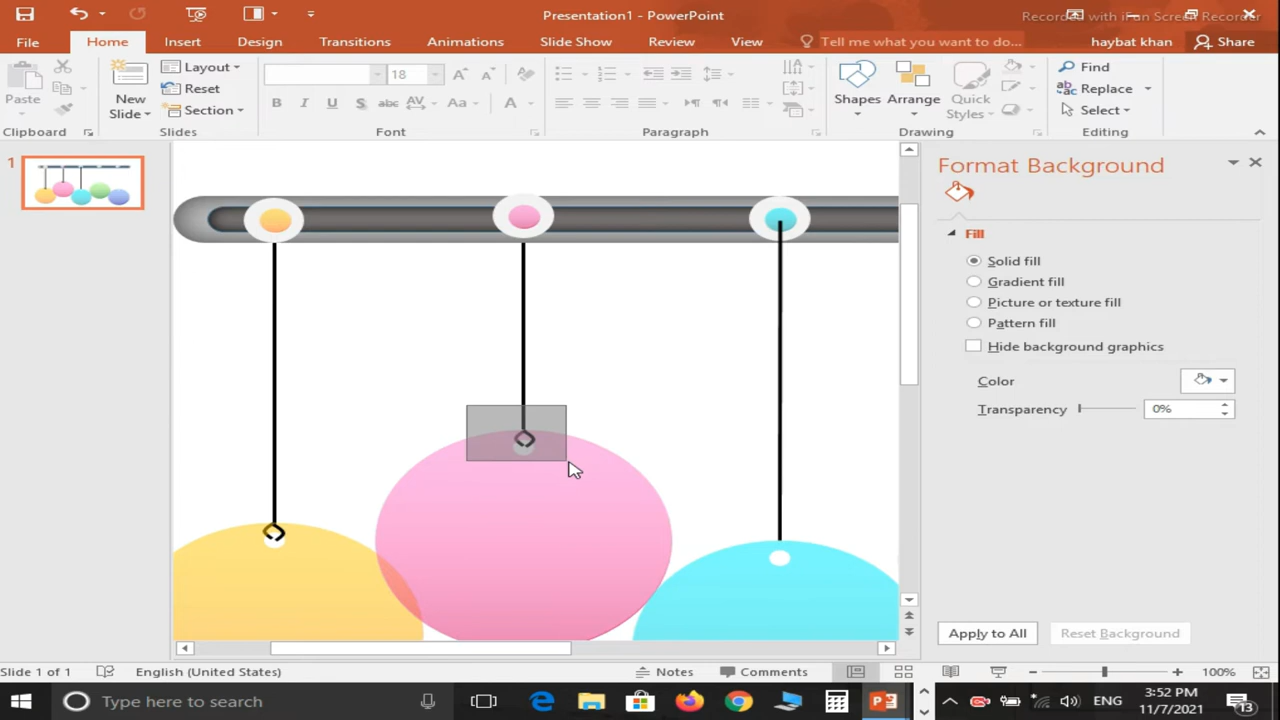 Presentation1 - PowerPoint
Recorded with iFun Screen Recorder
File Home Insert Design Transitions Animations Slide Show Review View Tell me what you want to do... haybat khan Share
Paste
Clipboard
New
Slide
Layout
Reset
Section
Slides
18
B I U S abc AV Aa A
Font
Paragraph
Shapes Arrange Quick
Styles
Drawing
Find
Replace
Select
Editing
1
Format Background
Fill
Solid fill
Gradient fill
Picture or texture fill
Pattern fill
Hide background graphics
Color
Transparency 0%
Apply to All Reset Background
Slide 1 of 1 English (United States) Notes Comments 100%
Type here to search
ENG
3:52 PM
11/7/2021
13